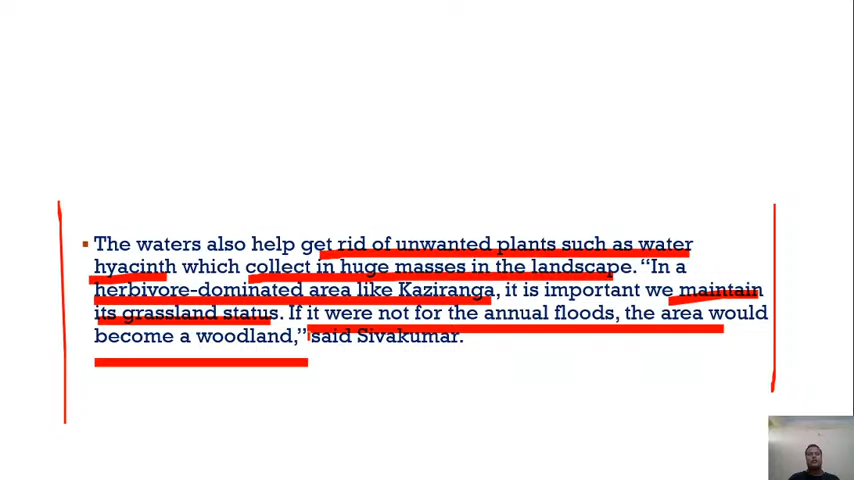 ▪ The waters also help get rid of unwanted plants such as water
hyacinth which collect in huge masses in the landscape. “In a
herbivore-dominated area like Kaziranga, it is important we maintain
its grassland status. If it were not for the annual floods, the area would
become a woodland,” said Sivakumar.